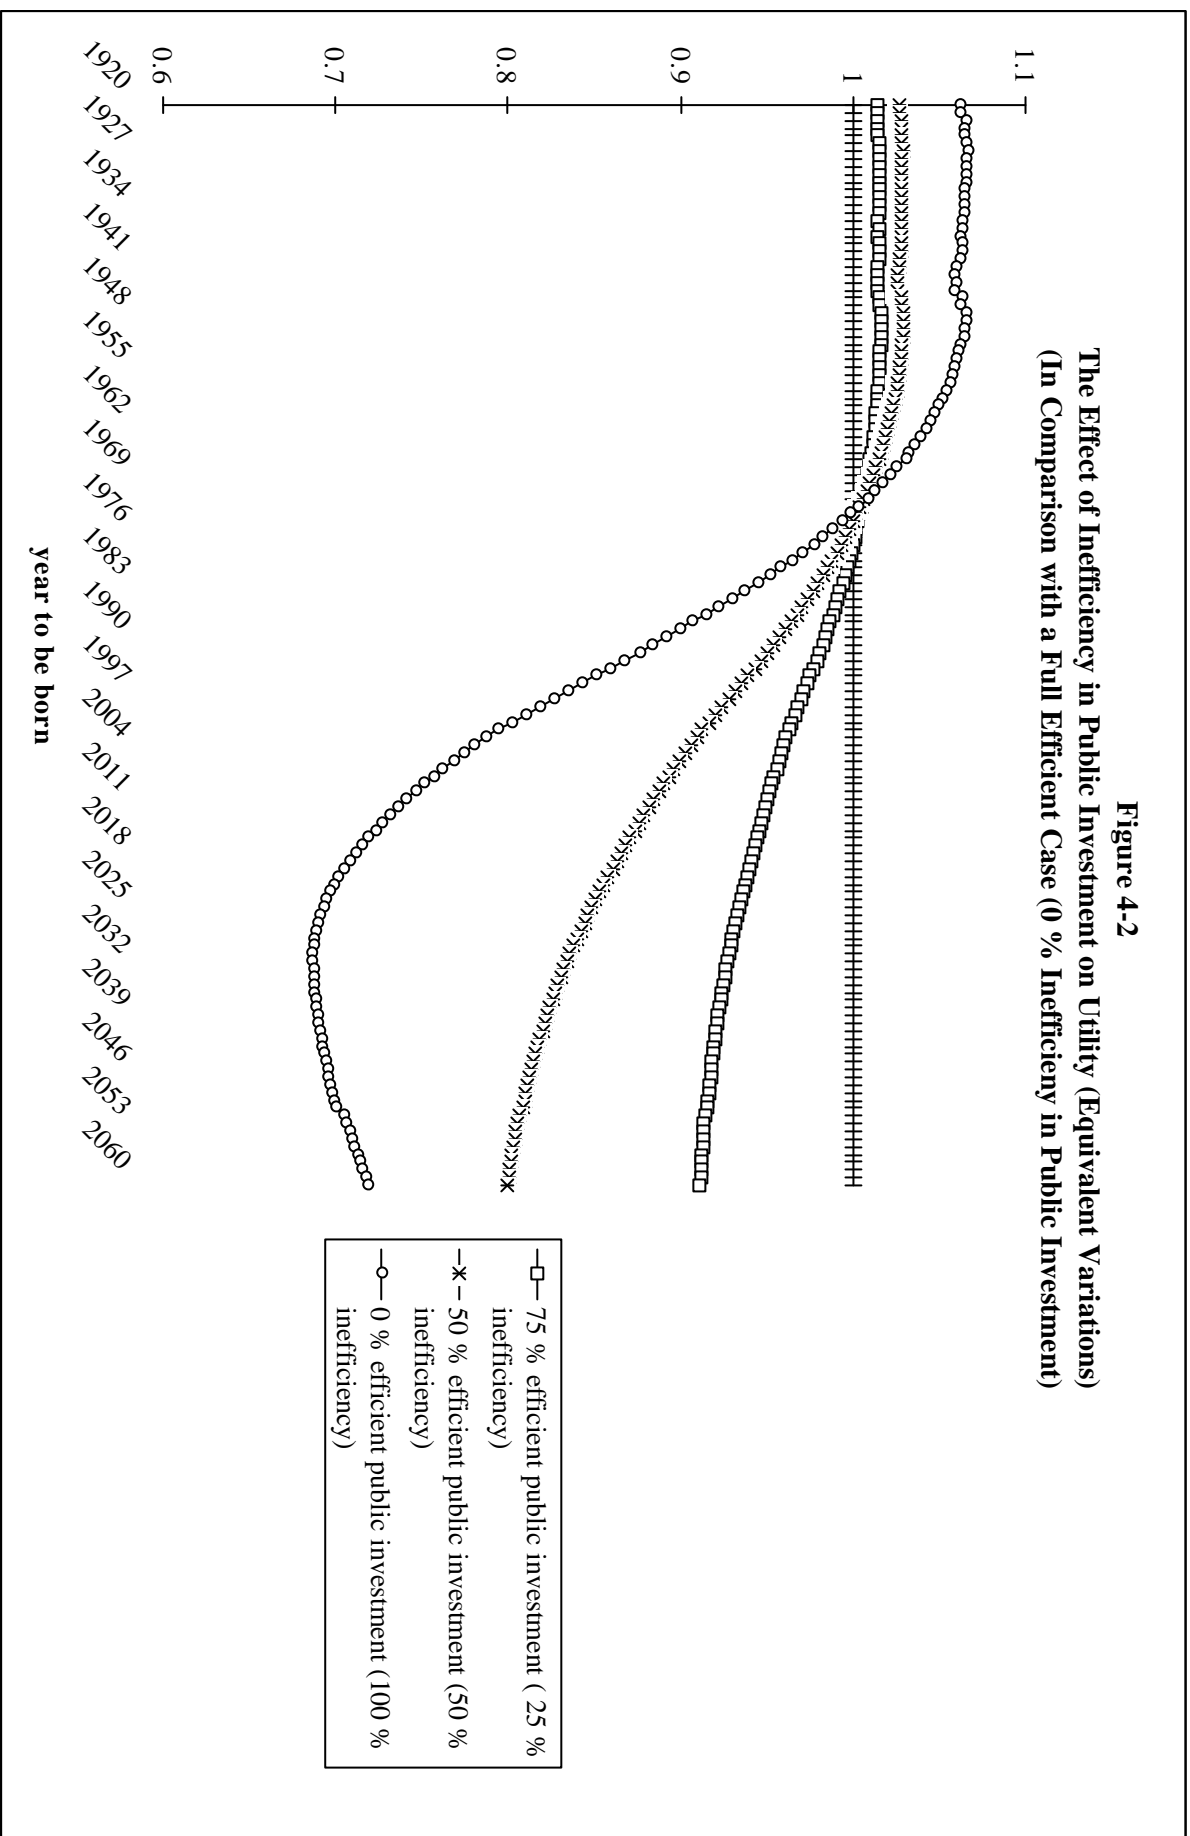 Figure 4-2
The Effect of Inefficiency in Public Investment on Utility (Equivalent Variations)
(In Comparison with a Full Efficient Case (0 % Inefficieny in Public Investment)
1.1
1
0.9
0.8
0.7
0.6
1920
1927
1934
1941
1948
1955
1962
1969
1976
1983
1990
1997
2004
2011
2018
2025
2032
2039
2046
2053
2060
year to be born
75 % efficient public investment ( 25 %
inefficiency)
50 % efficient public investment (50 %
inefficiency)
0 % efficient public investment (100 %
inefficiency)